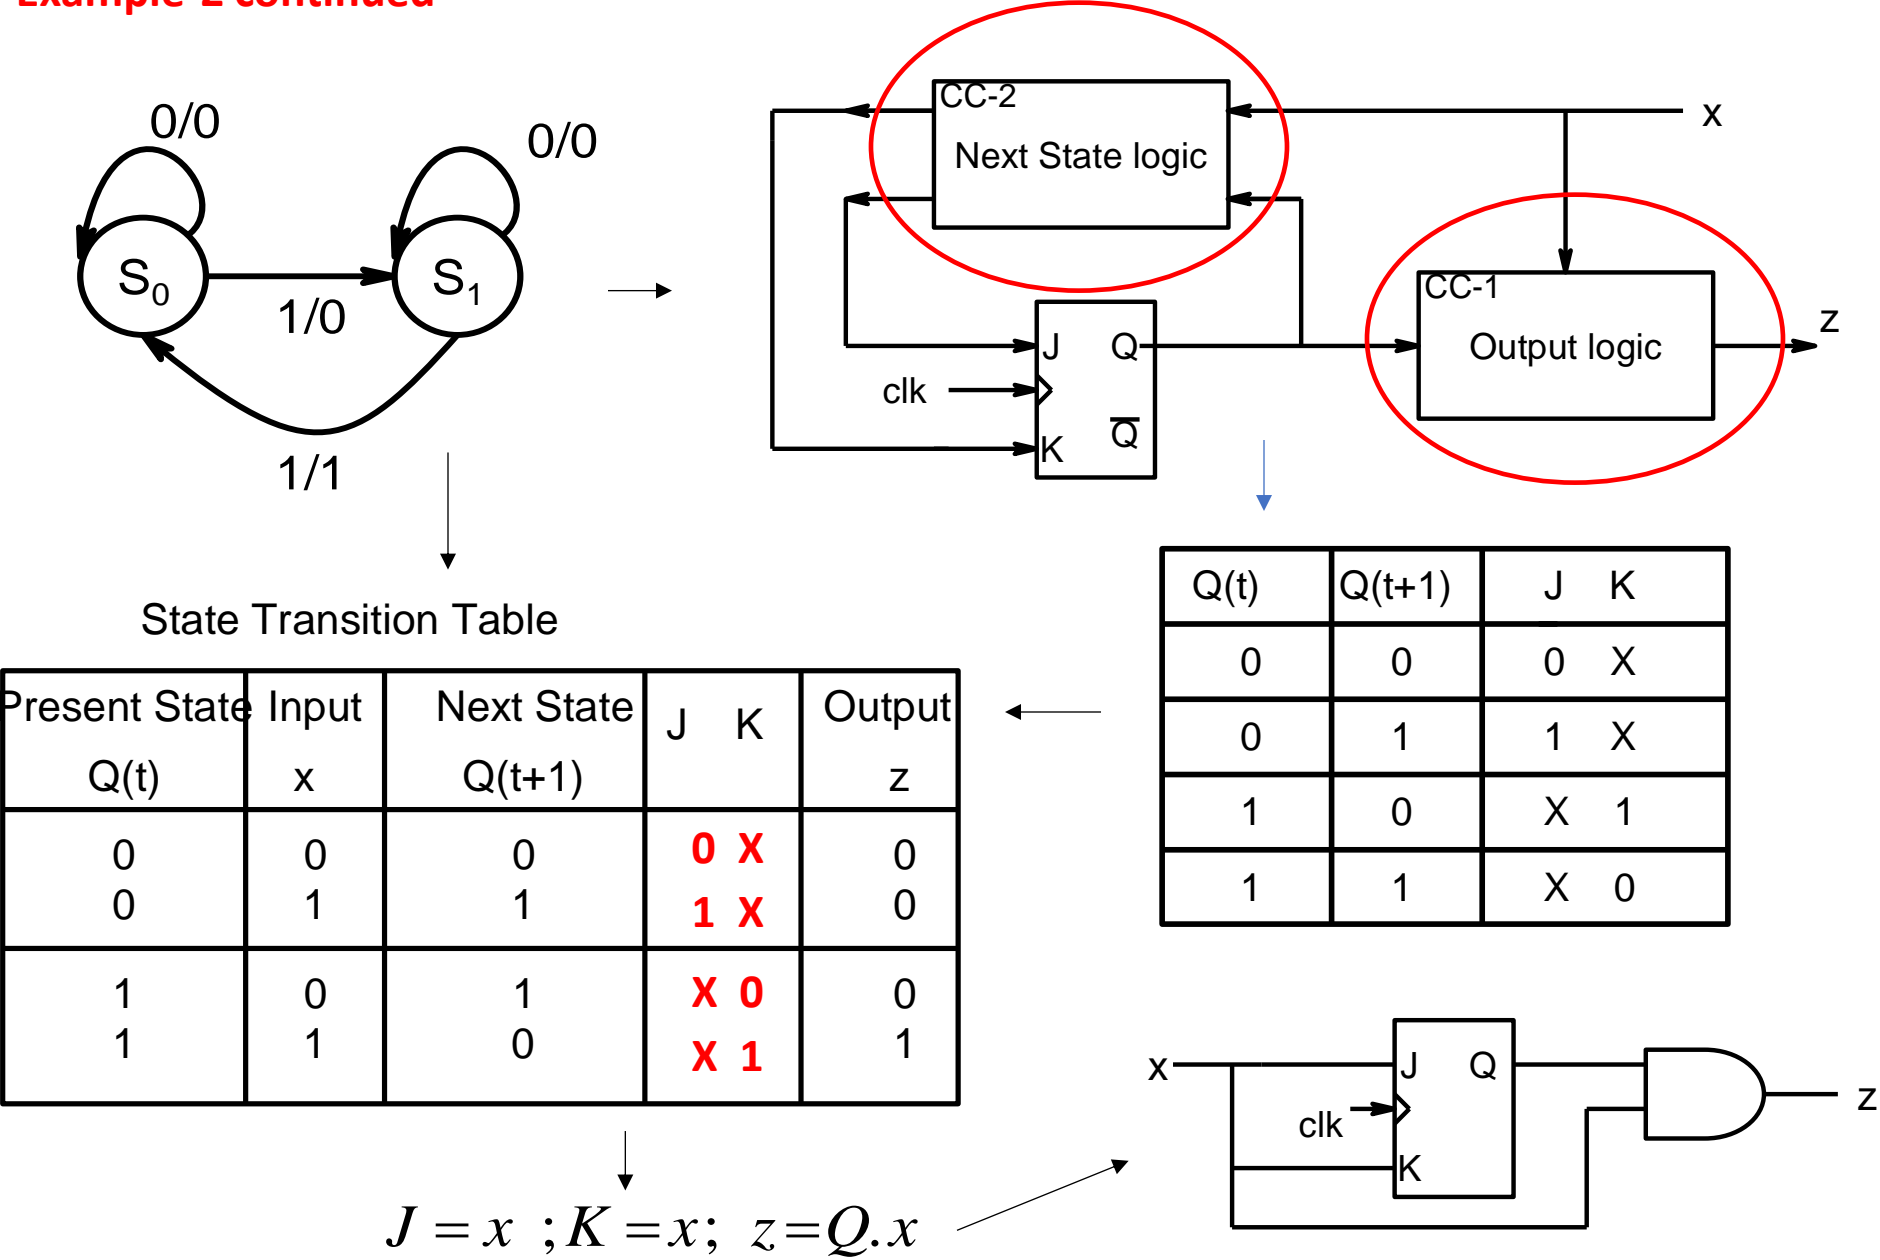 Example-2 continued
0/0
0/0
S0
S1
1/0
1/1
CC-2
Next State logic
x
CC-1
Output logic
z
J Q
clk
K Q̅
State Transition Table
Present State Input Next State J K Output
Q(t) x Q(t+1) z
0 0 0 0 X 0
0 1 1 1 X 0
1 0 1 X 0 0
1 1 0 X 1 1
Q(t) Q(t+1) J K
0 0 0 X
0 1 1 X
1 0 X 1
1 1 X 0
x J Q
clk z
K
J = x ; K = x; z = Q.x